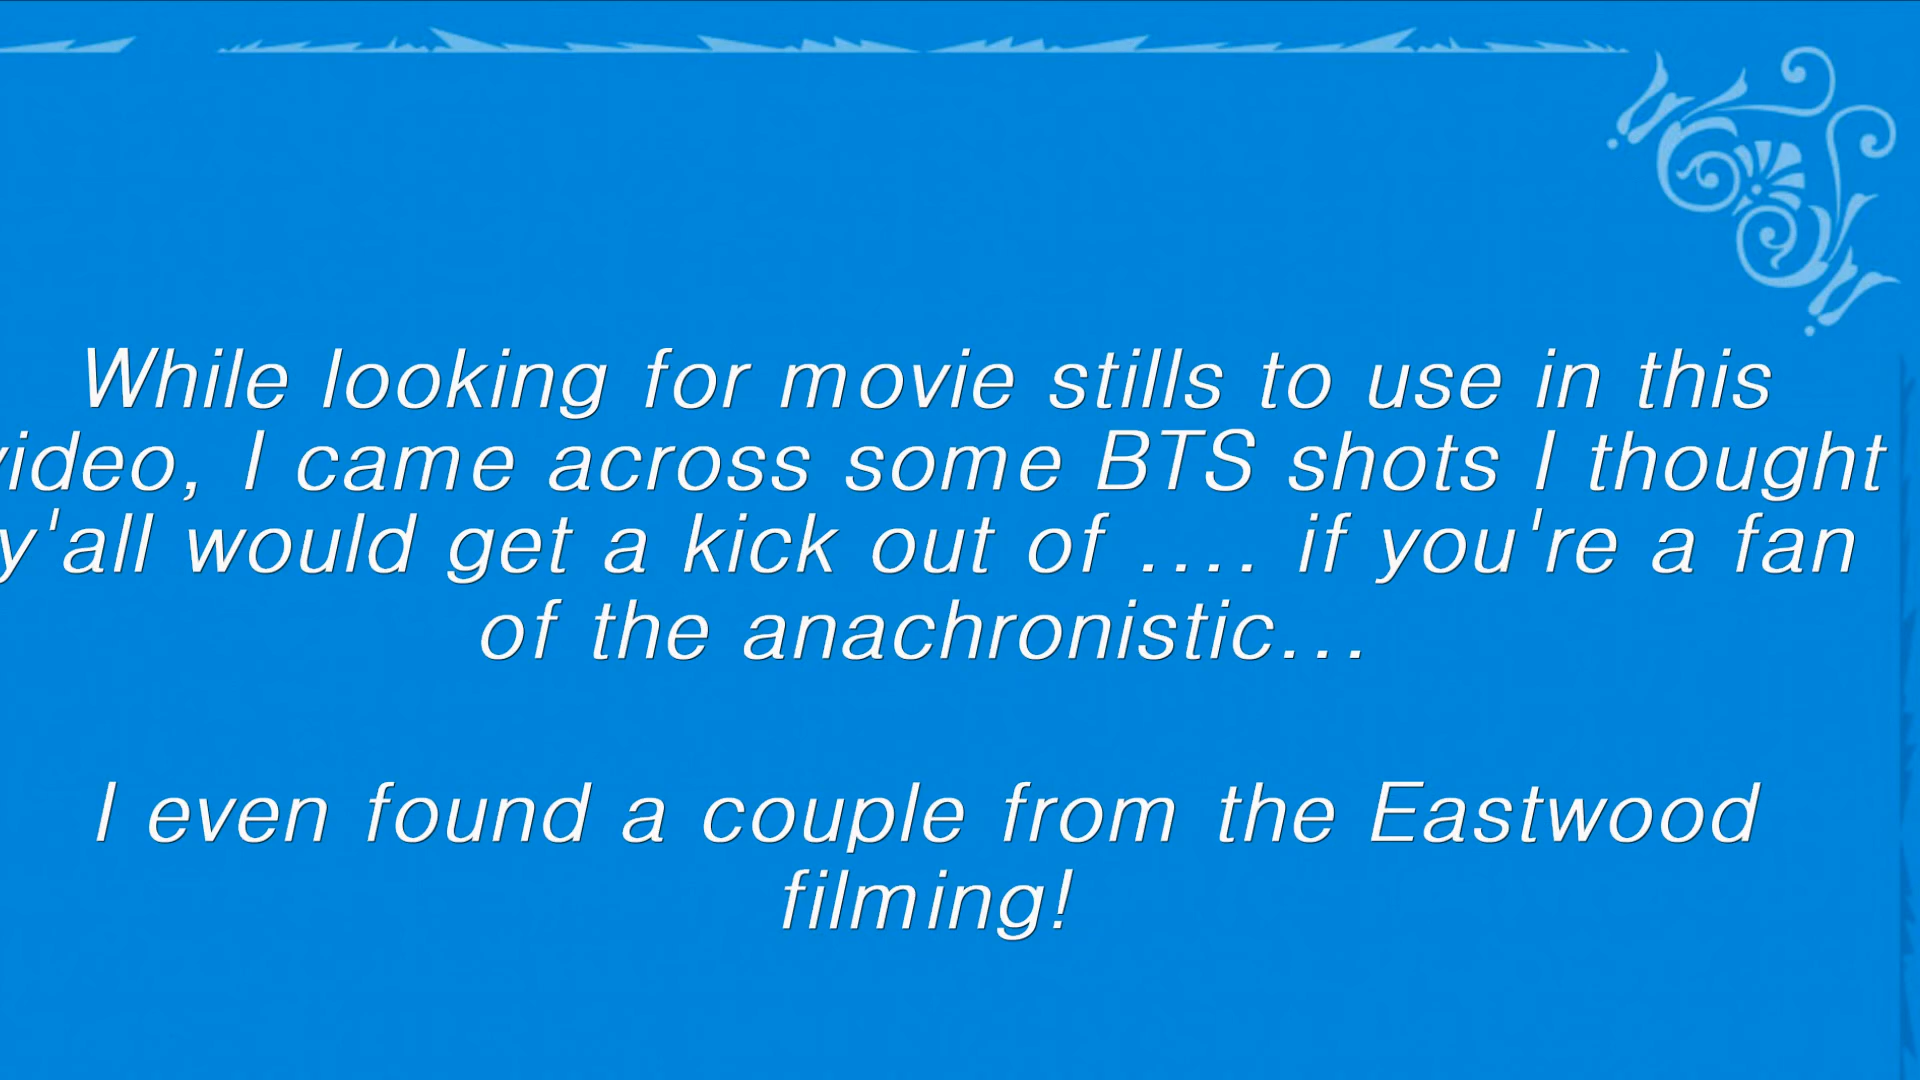 While looking for movie stills to use in this
video, I came across some BTS shots I thought
y'all would get a kick out of .... if you're a fan
of the anachronistic...
I even found a couple from the Eastwood
filming!